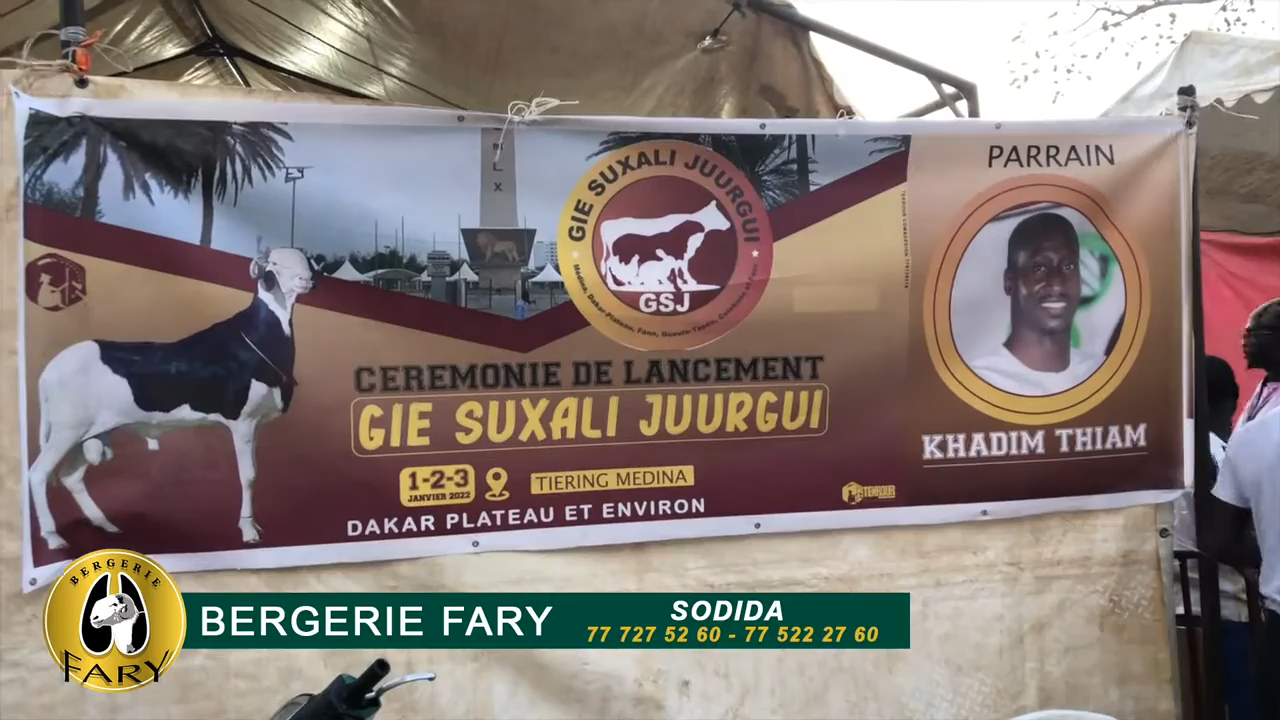 PARRAIN
GIE SUXALI JUURGUI
GSJ
CEREMONIE DE LANCEMENT
GIE SUXALI JUURGUI
KHADIM THIAM
1-2-3
JANVIER 2022
TIERING MEDINA
DAKAR PLATEAU ET ENVIRON
BERGERIE
FARY
BERGERIE FARY
SODIDA
77 727 52 60 - 77 522 27 60